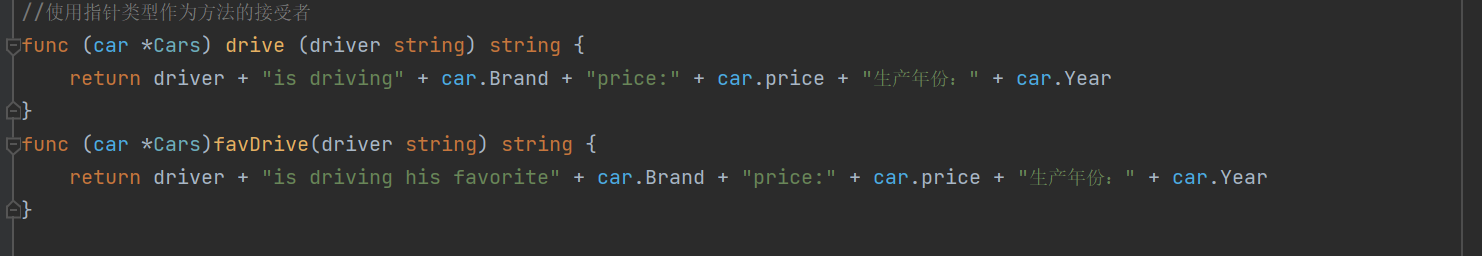 //使用指针类型作为方法的接受者
func (car *Cars) drive (driver string) string {
    return driver + "is driving" + car.Brand + "price:" + car.price + "生产年份：" + car.Year
}
func (car *Cars)favDrive(driver string) string {
    return driver + "is driving his favorite" + car.Brand + "price:" + car.price + "生产年份：" + car.Year
}